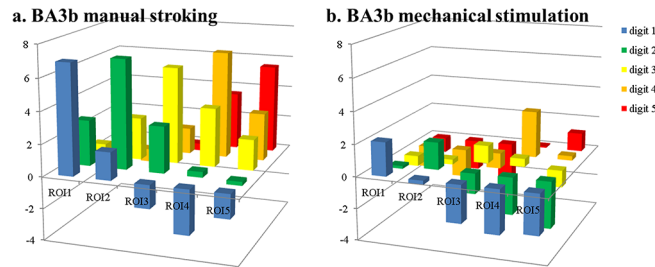 a. BA3b manual stroking
8
6
4
2
0
-2
-4
ROI1
ROI2
ROI3
ROI4
ROI5
b. BA3b mechanical stimulation
8
6
4
2
0
-2
-4
ROI1
ROI2
ROI3
ROI4
ROI5
digit 1
digit 2
digit 3
digit 4
digit 5